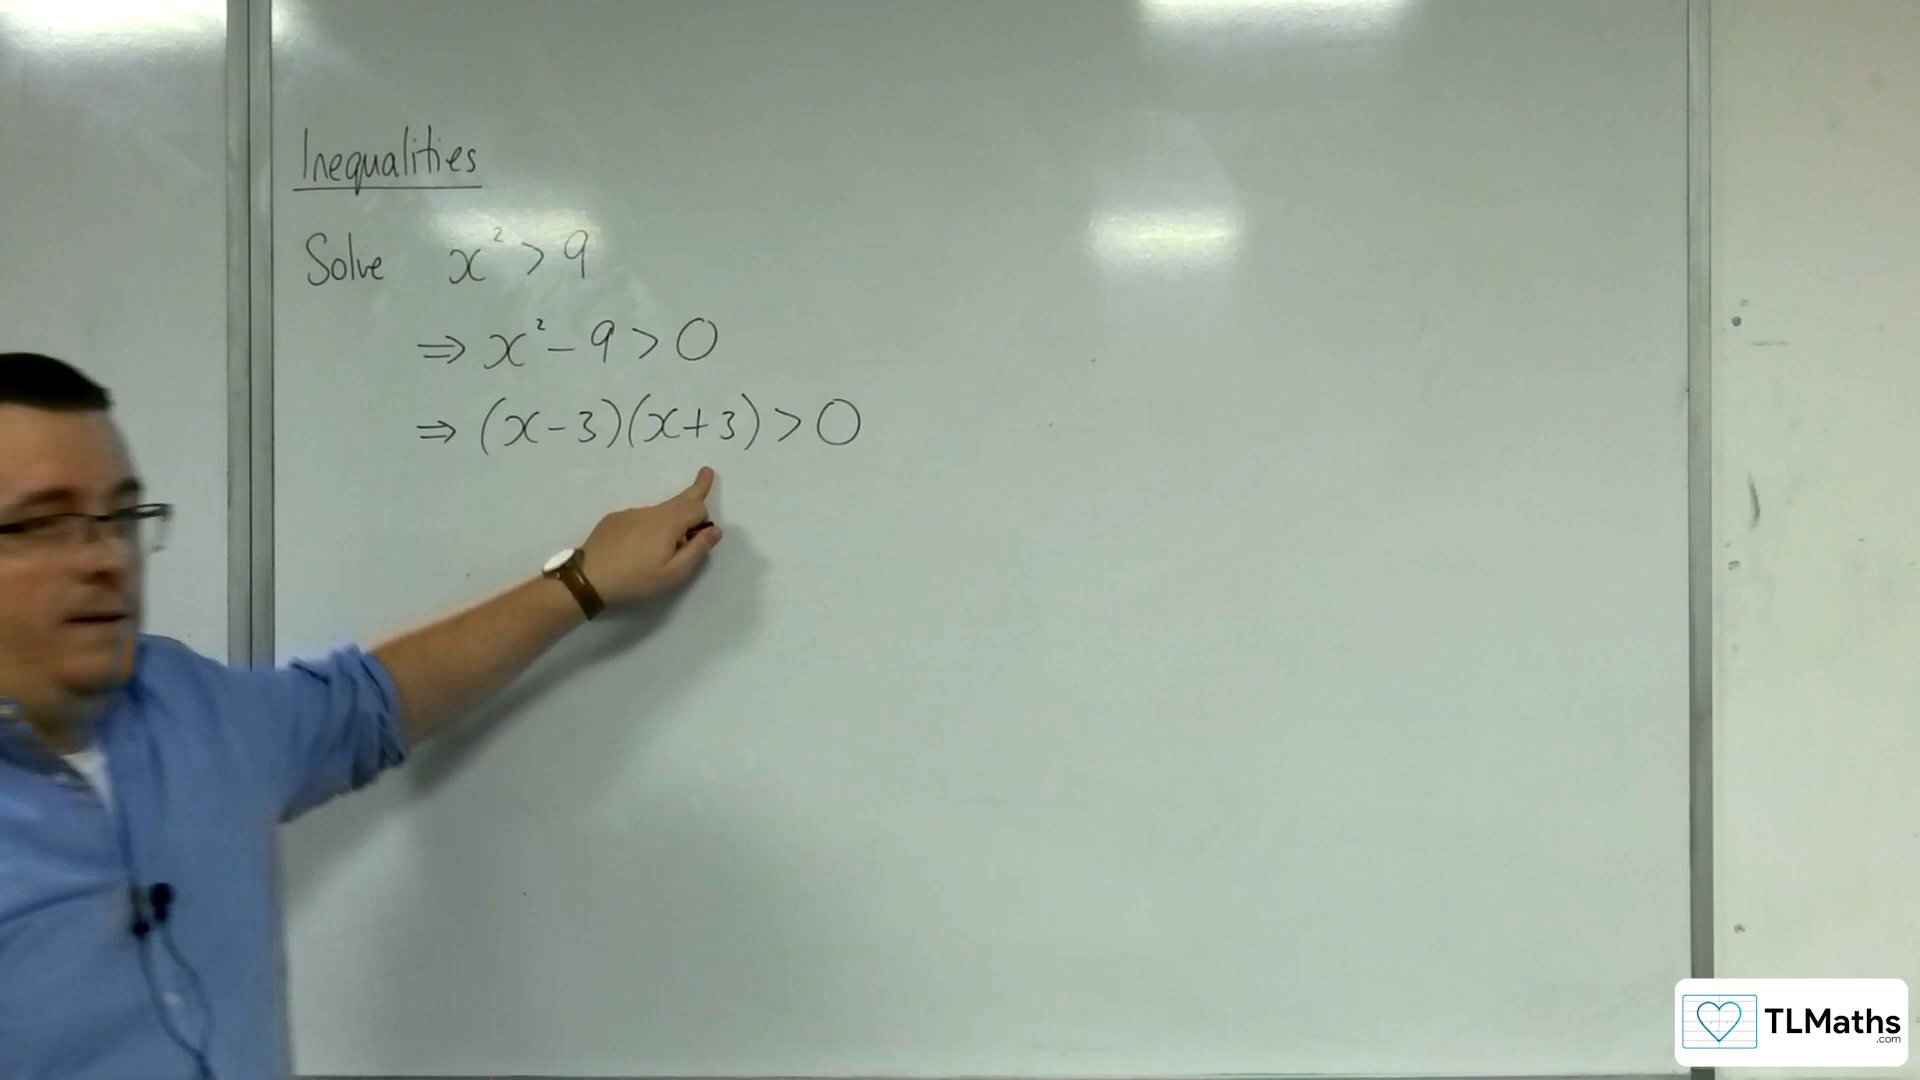 Inequalities
Solve x² > 9
⇒ x² - 9 > 0
⇒ (x-3)(x+3) > 0
TLMaths
.com